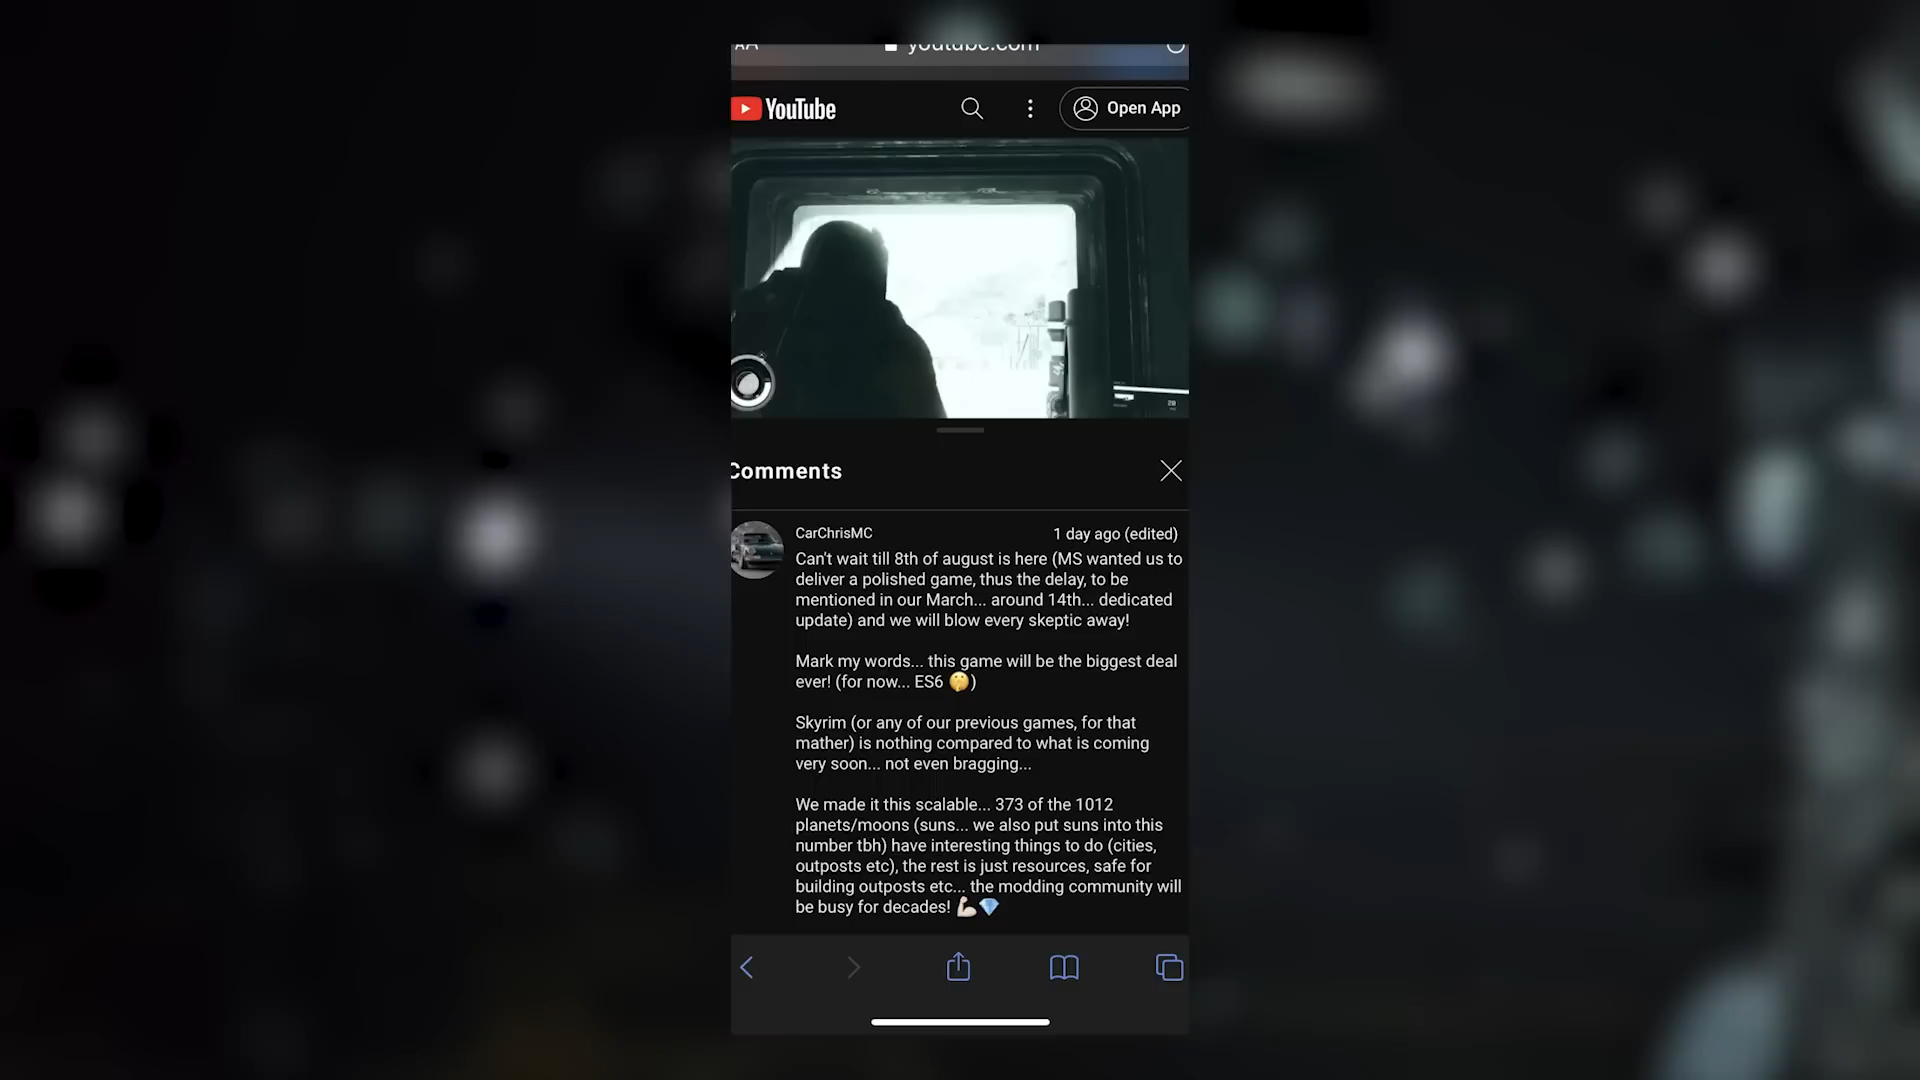 AA youtube.com
YouTube
Open App
Comments
CarChrisMC 1 day ago (edited)
Can't wait till 8th of august is here (MS wanted us to
deliver a polished game, thus the delay, to be
mentioned in our March... around 14th... dedicated
update) and we will blow every skeptic away!
Mark my words... this game will be the biggest deal
ever! (for now... ES6 🤫)
Skyrim (or any of our previous games, for that
mather) is nothing compared to what is coming
very soon... not even bragging...
We made it this scalable... 373 of the 1012
planets/moons (suns... we also put suns into this
number tbh) have interesting things to do (cities,
outposts etc), the rest is just resources, safe for
building outposts etc... the modding community will
be busy for decades! 💪🏻💎